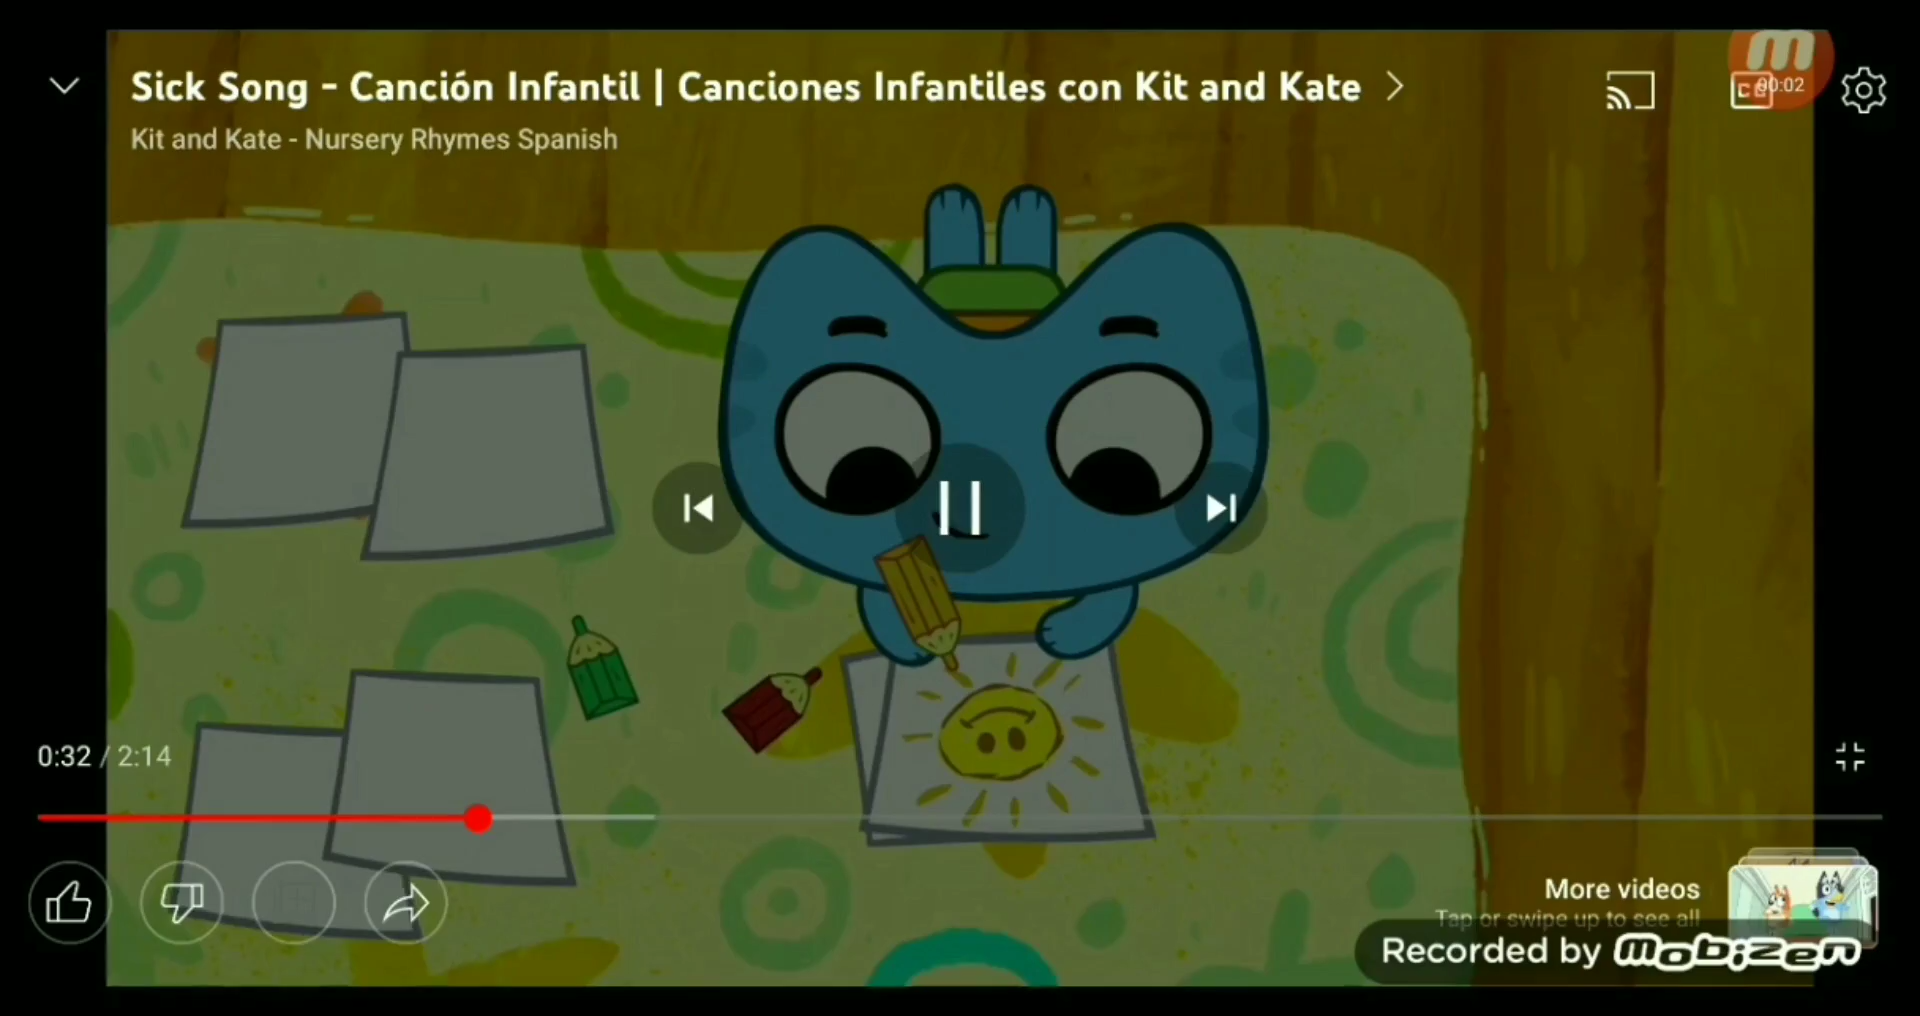 Sick Song - Canción Infantil | Canciones Infantiles con Kit and Kate
Kit and Kate - Nursery Rhymes Spanish
00:02
0:32 / 2:14
More videos
Tap or swipe up to see all
Recorded by mobizen